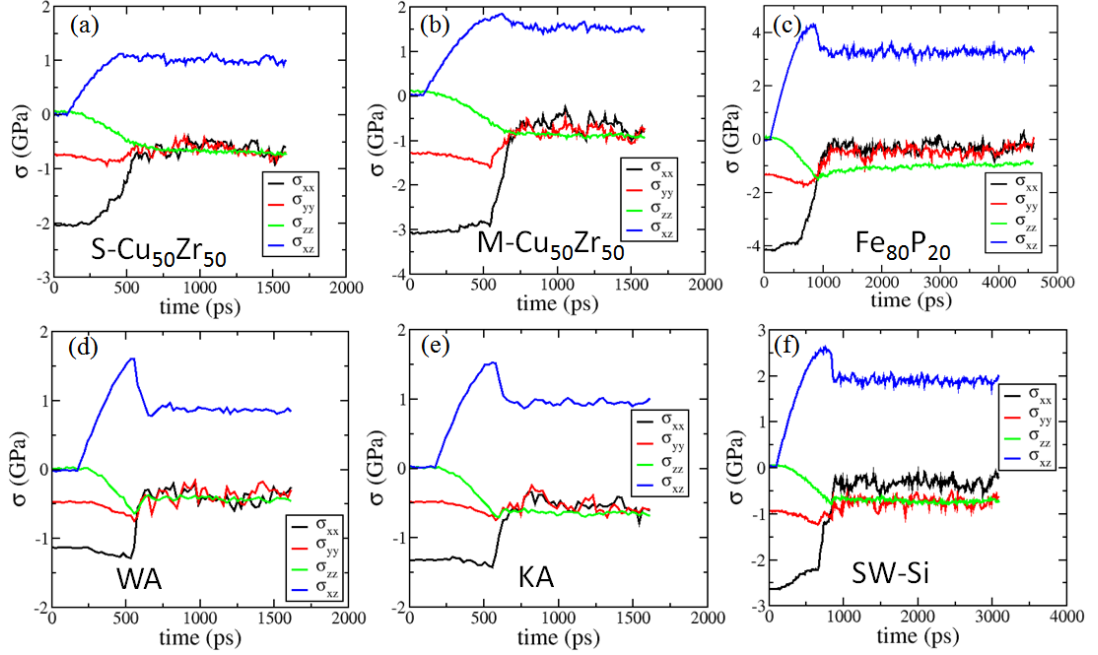 (a)
2
1
0
-1
-2
σ (GPa)
σxx
σyy
σzz
σxz
S-Cu50Zr50
0 500 1000 1500 2000
time (ps)
(b)
2
1
0
-1
-2
-3
-4
σ (GPa)
σxx
σyy
σzz
σxz
M-Cu50Zr50
0 500 1000 1500 2000
time (ps)
(c)
4
2
0
-2
-4
σ (GPa)
σxx
σyy
σzz
σxz
Fe80P20
0 1000 2000 3000 4000 5000
time (ps)
(d)
2
1
0
-1
-2
σ (GPa)
σxx
σyy
σzz
σxz
WA
0 500 1000 1500 2000
time (ps)
(e)
2
1
0
-1
-2
σ (GPa)
σxx
σyy
σzz
σxz
KA
0 500 1000 1500 2000
time (ps)
(f)
3
2
1
0
-1
-2
-3
σ (GPa)
σxx
σyy
σzz
σxz
SW-Si
0 1000 2000 3000 4000
time (ps)